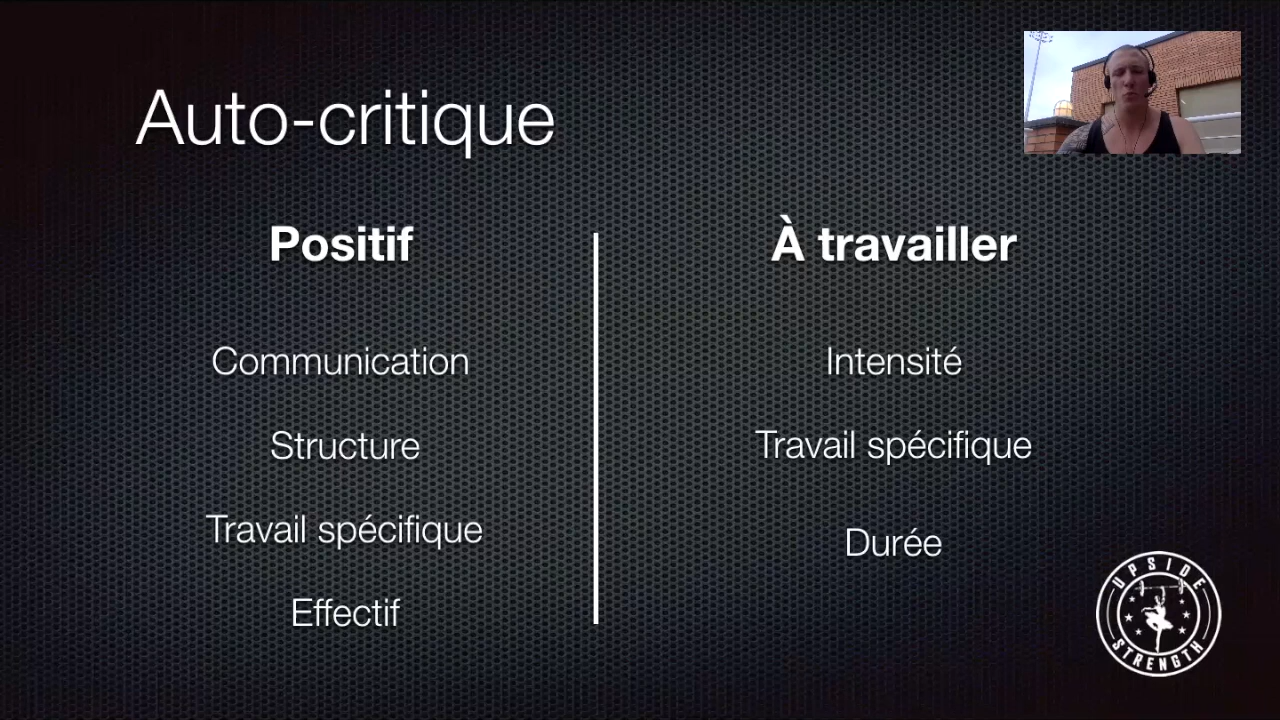 Auto-critique
Positif
Communication
Structure
Travail spécifique
Effectif
À travailler
Intensité
Travail spécifique
Durée
UPSIDE
STRENGTH